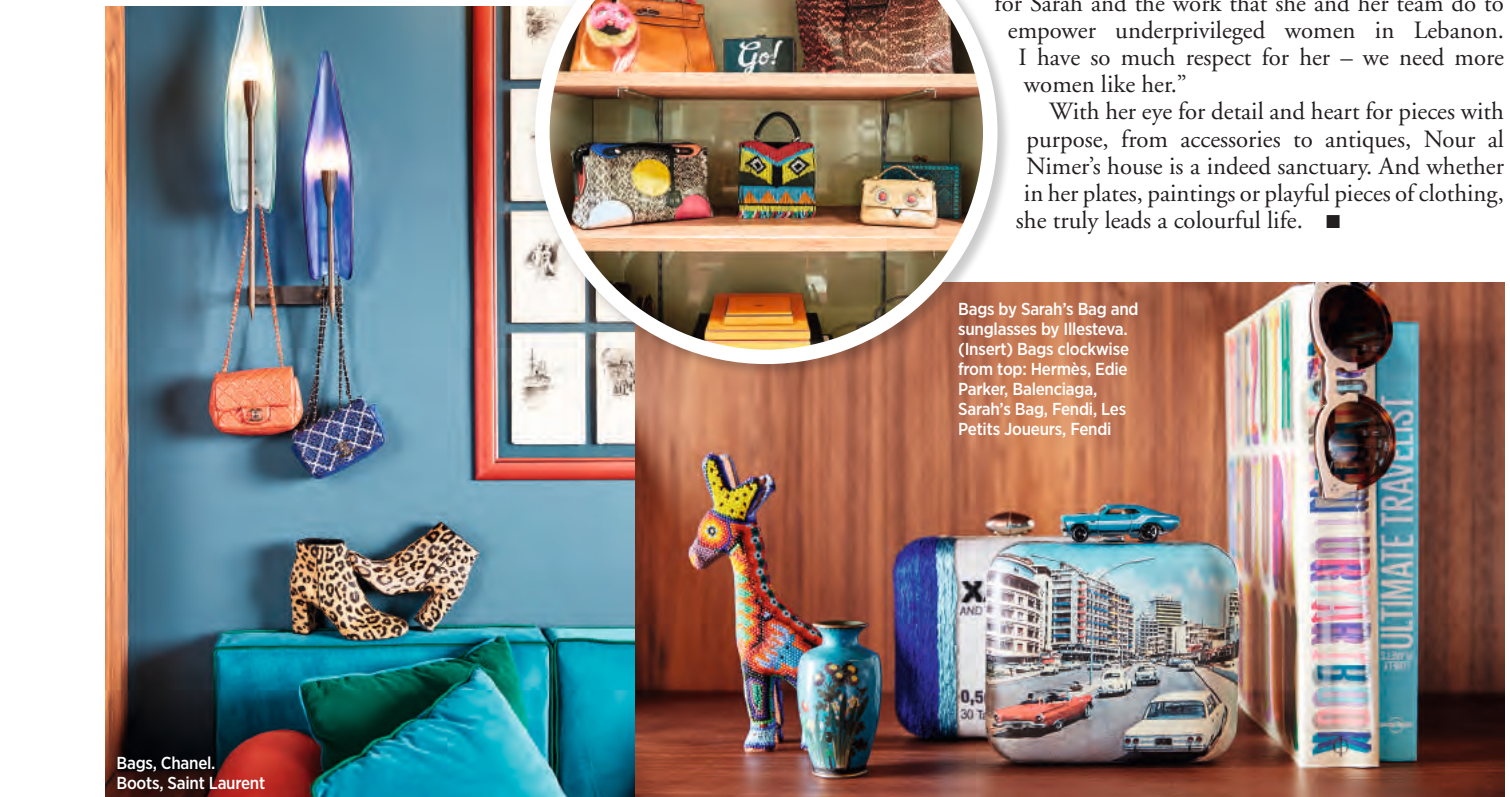 for Sarah and the work that she and her team do to
empower underprivileged women in Lebanon.
I have so much respect for her – we need more
women like her.”
With her eye for detail and heart for pieces with
purpose, from accessories to antiques, Nour al
Nimer’s house is a indeed sanctuary. And whether
in her plates, paintings or playful pieces of clothing,
she truly leads a colourful life. ■
Go!
Bags by Sarah’s Bag and
sunglasses by Illesteva.
(Insert) Bags clockwise
from top: Hermès, Edie
Parker, Balenciaga,
Sarah’s Bag, Fendi, Les
Petits Joueurs, Fendi
AND
30
ULTIMATE TRAVELIST
Bags, Chanel.
Boots, Saint Laurent